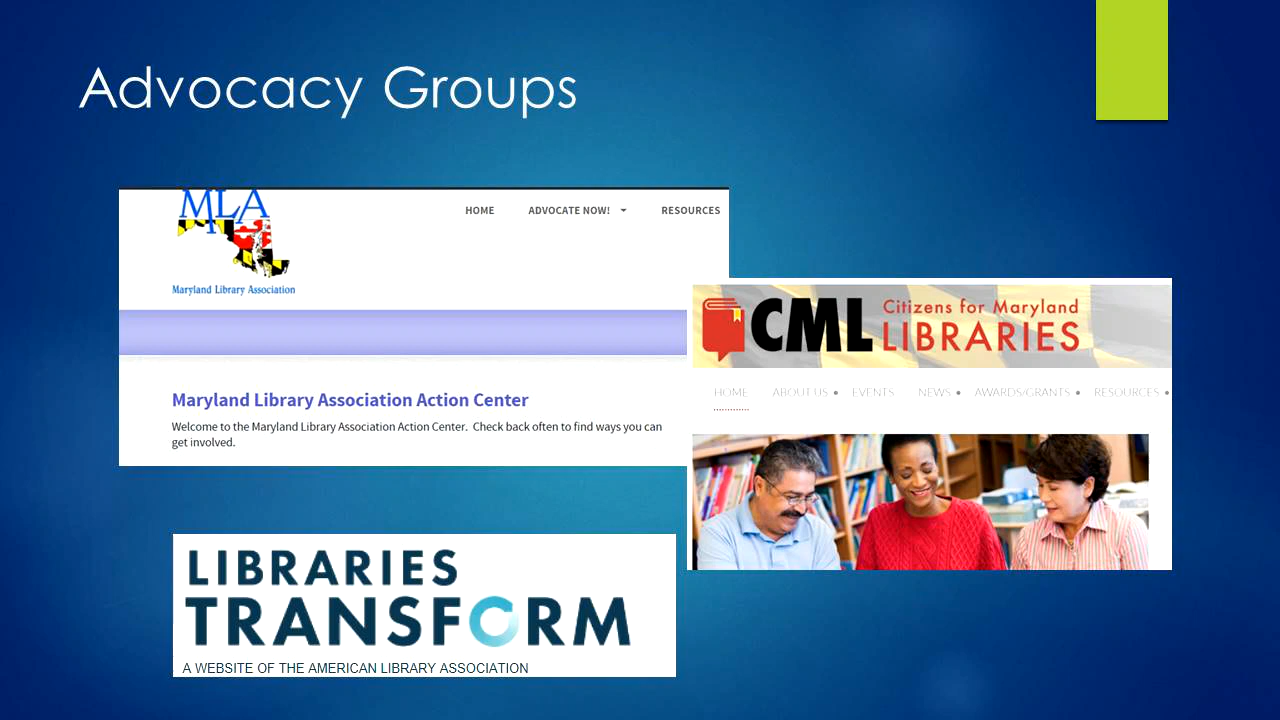 Advocacy Groups
MLA
Maryland Library Association
HOME ADVOCATE NOW! RESOURCES
Maryland Library Association Action Center
Welcome to the Maryland Library Association Action Center. Check back often to find ways you can
get involved.
CML Citizens for Maryland
LIBRARIES
HOME ABOUT US • EVENTS NEWS • AWARDS/GRANTS • RESOURCES •
LIBRARIES
TRANSFORM
A WEBSITE OF THE AMERICAN LIBRARY ASSOCIATION